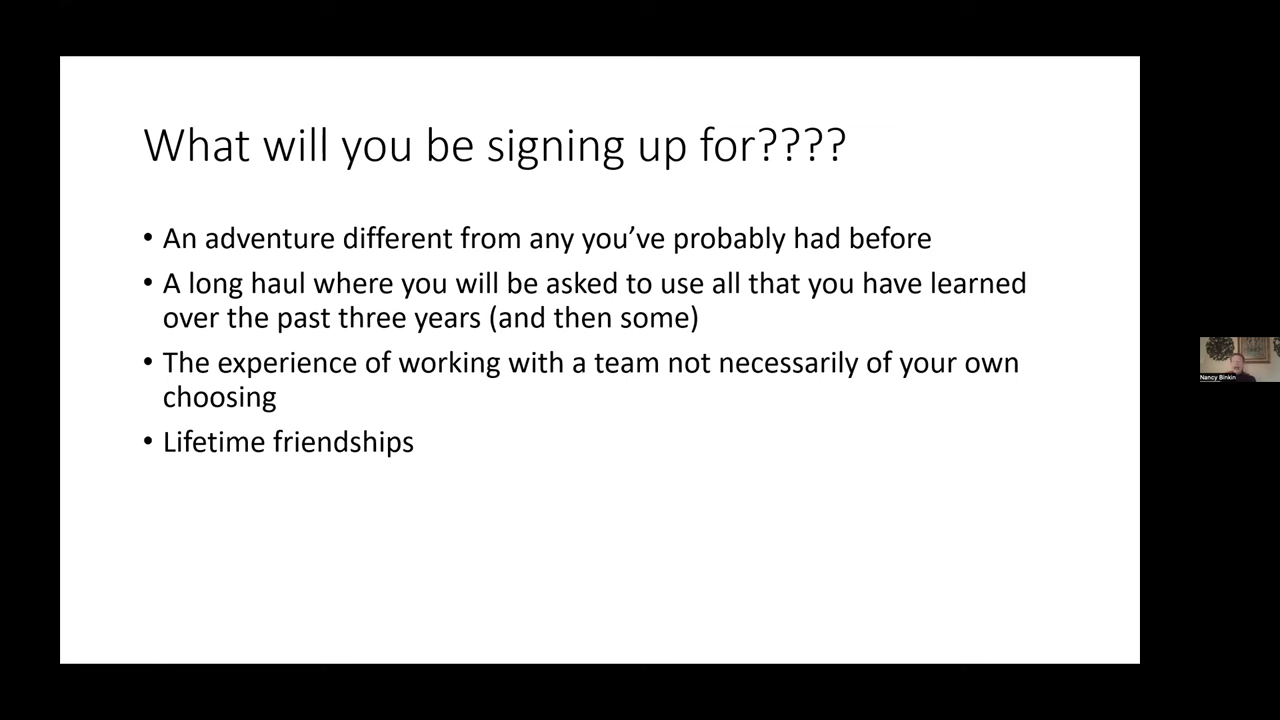 What will you be signing up for????
• An adventure different from any you’ve probably had before
• A long haul where you will be asked to use all that you have learned
over the past three years (and then some)
• The experience of working with a team not necessarily of your own
choosing
• Lifetime friendships
Nancy Binkin